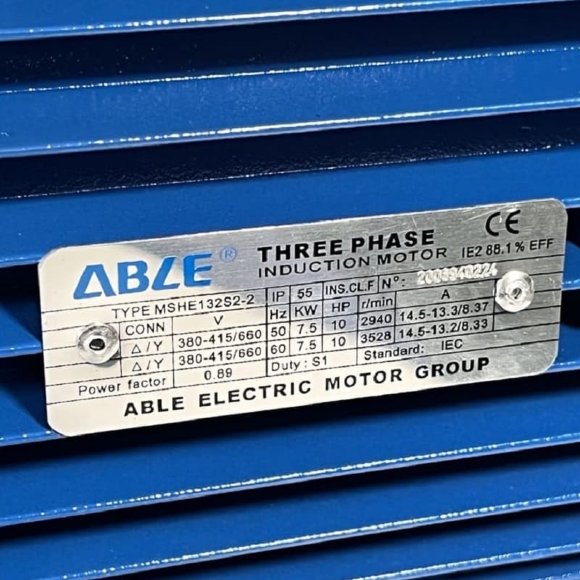 ABLE® THREE PHASE CE
INDUCTION MOTOR IE2 88.1% EFF
TYPE MSHE132S2-2 IP 55 INS.CL.F Nº: 2003940224
CONN V Hz KW HP r/min A
△/Y 380-415/660 50 7.5 10 2940 14.5-13.3/8.37
△/Y 380-415/660 60 7.5 10 3528 14.5-13.2/8.33
Power factor 0.89 Duty: S1 Standard: IEC
ABLE ELECTRIC MOTOR GROUP